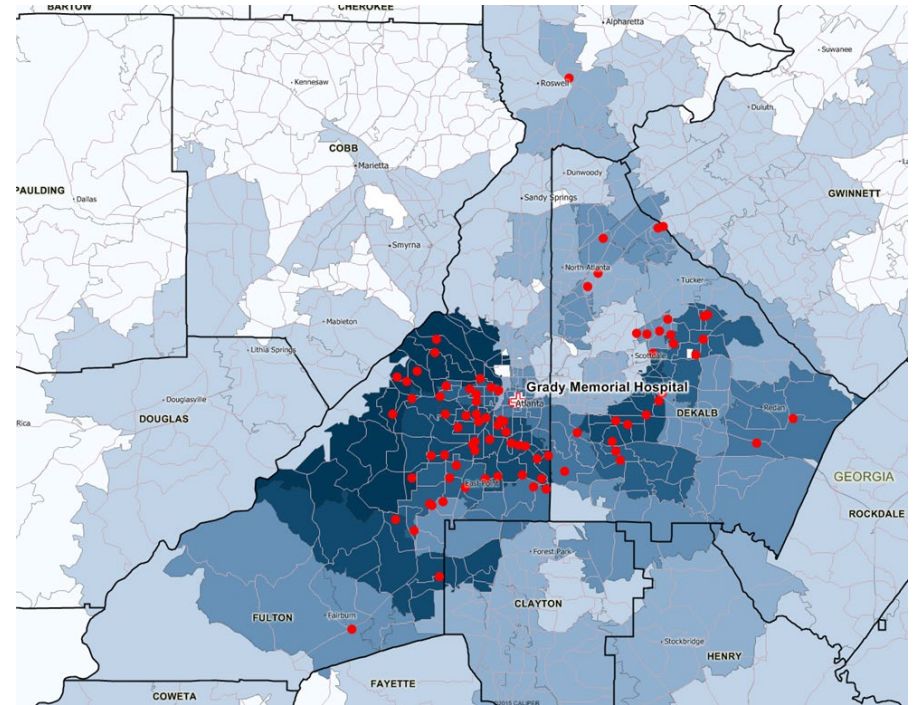 BARTOW
CHEROKEE
Alpharetta
Suwanee
Kennesaw
Roswell
Duluth
COBB
Marietta
Dunwoody
PAULDING
Dallas
Sandy Springs
GWINNETT
Smyrna
North Atlanta
Tucker
Mableton
Lithia Springs
Scottdale
Grady Memorial Hospital
Atlanta
Douglasville
DOUGLAS
DEKALB
Redan
Rica
GEORGIA
East Point
ROCKDALE
Forest Park
CLAYTON
FULTON
Fairburn
Stockbridge
HENRY
FAYETTE
COWETA
©2015 CALIPER